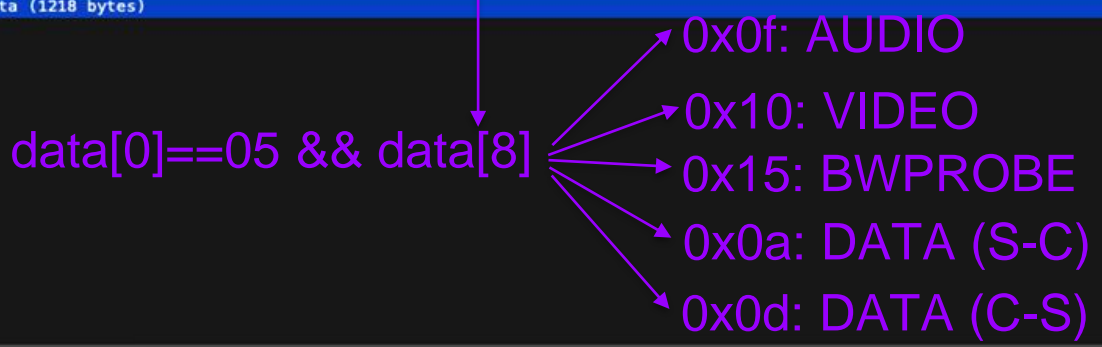 ta (1218 bytes)
0x0f: AUDIO
0x10: VIDEO
data[0]==05 && data[8]
0x15: BWPROBE
0x0a: DATA (S-C)
0x0d: DATA (C-S)